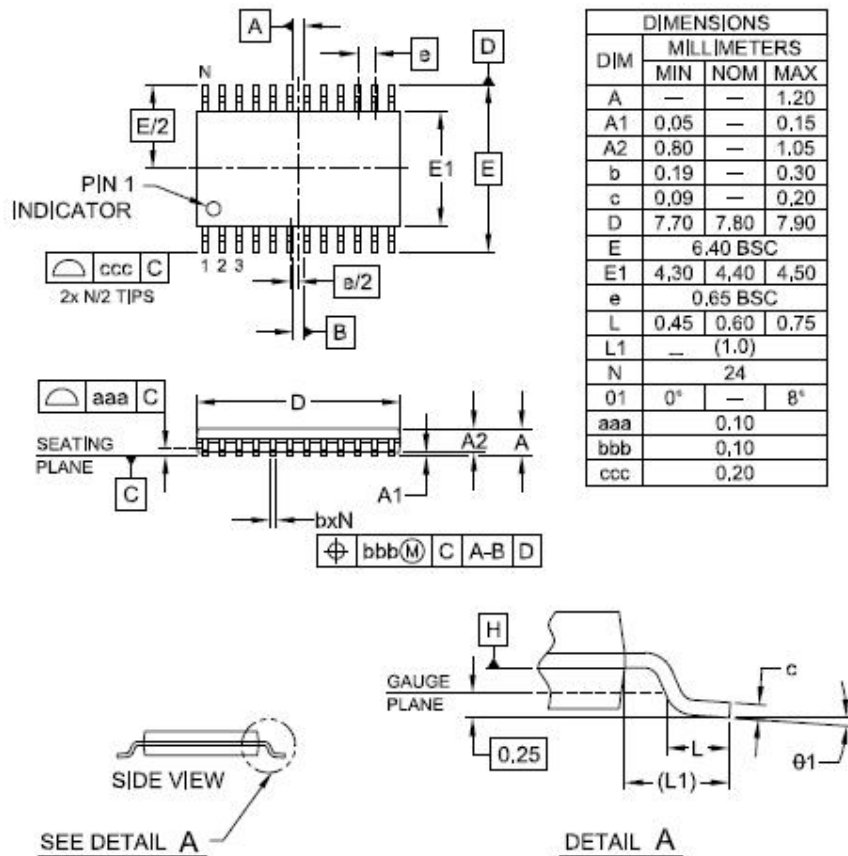 A
e
D
N
E/2
E1
E
PIN 1
INDICATOR
ccc C
1 2 3
2x N/2 TIPS
e/2
B
DIMENSIONS
DIM MILLIMETERS
MIN NOM MAX
A — — 1.20
A1 0.05 — 0.15
A2 0.80 — 1.05
b 0.19 — 0.30
c 0.09 — 0.20
D 7.70 7.80 7.90
E 6.40 BSC
E1 4.30 4.40 4.50
e 0.65 BSC
L 0.45 0.60 0.75
L1 — (1.0)
N 24
01 0° — 8°
aaa 0.10
bbb 0.10
ccc 0.20
aaa C
D
SEATING
PLANE
A2 A
C
A1
bxN
⌖ bbbⓂ C A-B D
H
GAUGE
PLANE
c
0.25
L
(L1)
θ1
SIDE VIEW
SEE DETAIL A
DETAIL A